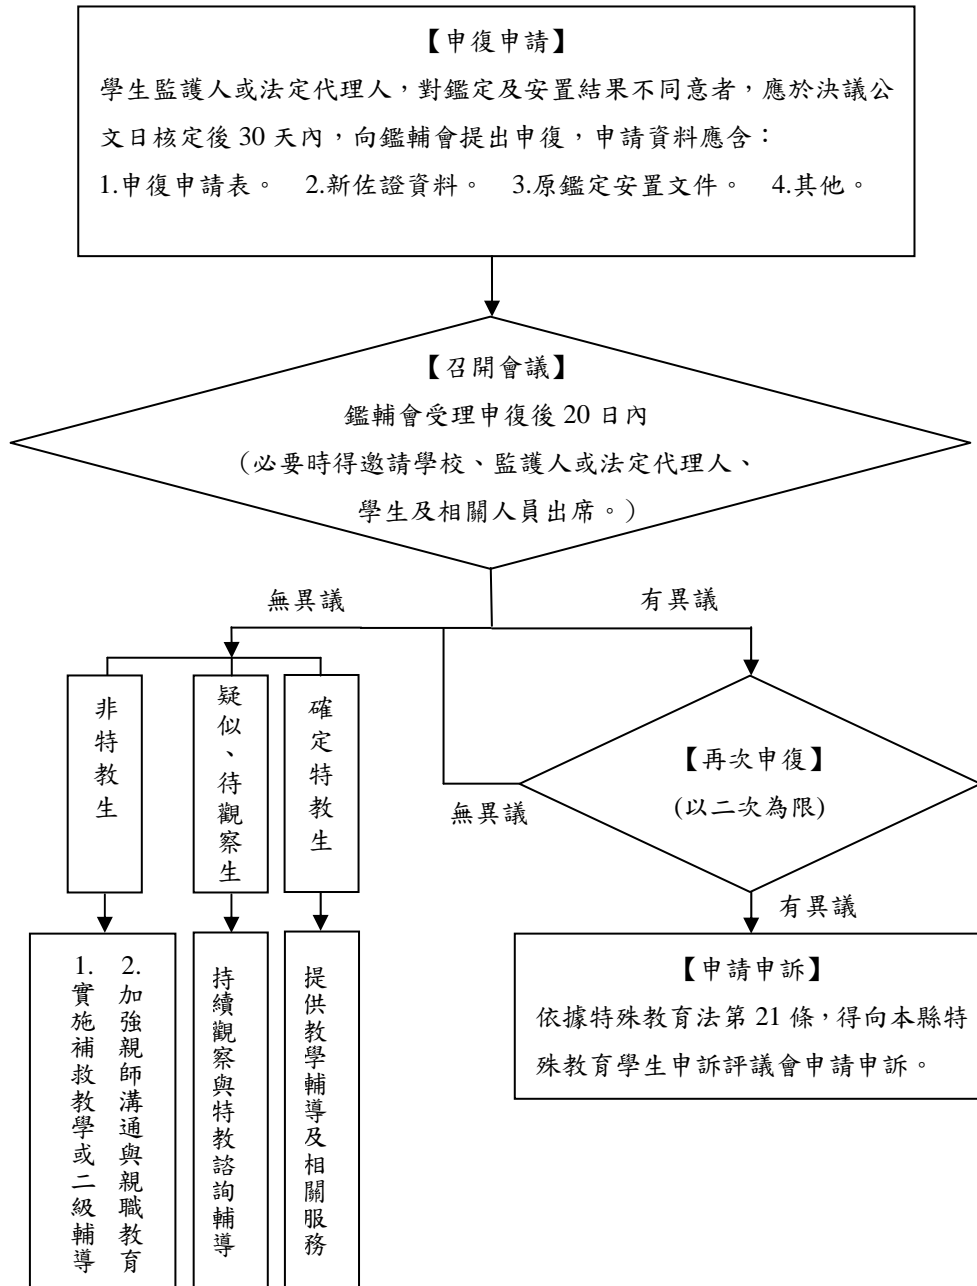 【申復申請】
學生監護人或法定代理人，對鑑定及安置結果不同意者，應於決議公
文日核定後 30 天內，向鑑輔會提出申復，申請資料應含：
1.申復申請表。 2.新佐證資料。 3.原鑑定安置文件。 4.其他。
【召開會議】
鑑輔會受理申復後 20 日內
（必要時得邀請學校、監護人或法定代理人、
學生及相關人員出席。）
無異議
有異議
非特教生
疑似、待觀察生
確定特教生
【再次申復】
(以二次為限)
無異議
有異議
1.實施補救教學或二級輔導
2.加強親師溝通與親職教育
持續觀察與特教諮詢輔導
提供教學輔導及相關服務
【申請申訴】
依據特殊教育法第 21 條，得向本縣特
殊教育學生申訴評議會申請申訴。